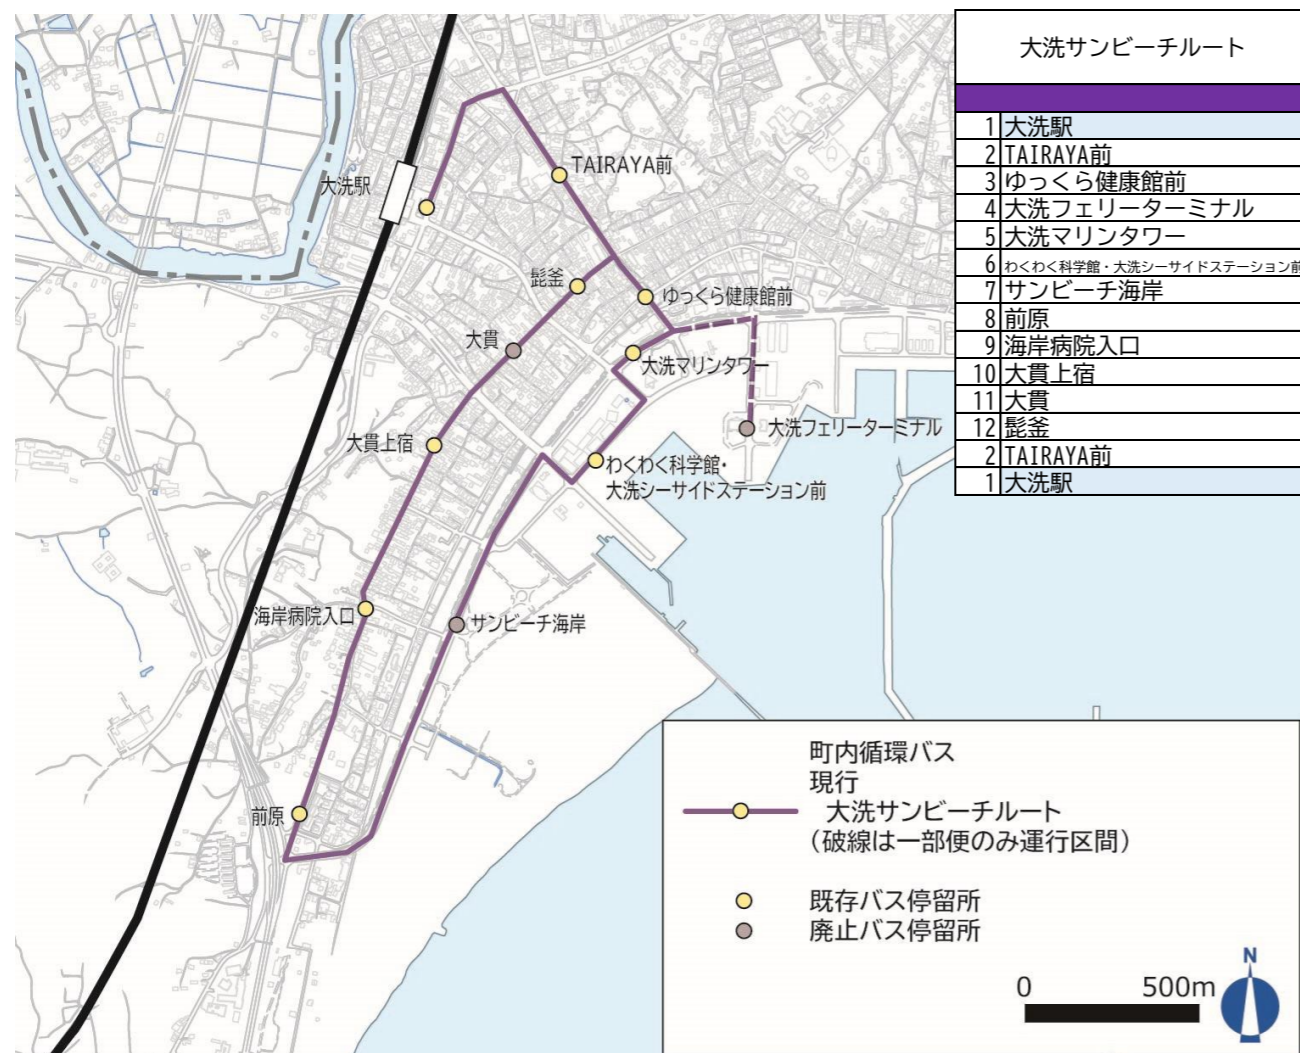 大洗サンビーチルート
1 大洗駅
2 TAIRAYA前
3 ゆっくら健康館前
4 大洗フェリーターミナル
5 大洗マリンタワー
6 わくわく科学館・大洗シーサイドステーション前
7 サンビーチ海岸
8 前原
9 海岸病院入口
10 大貫上宿
11 大貫
12 髭釜
2 TAIRAYA前
1 大洗駅
TAIRAYA前
大洗駅
髭釜
ゆっくら健康館前
大貫
大洗マリンタワー
大洗フェリーターミナル
大貫上宿
わくわく科学館・
大洗シーサイドステーション前
海岸病院入口
サンビーチ海岸
前原
町内循環バス
現行
大洗サンビーチルート
(破線は一部便のみ運行区間)
既存バス停留所
廃止バス停留所
0 500m
N